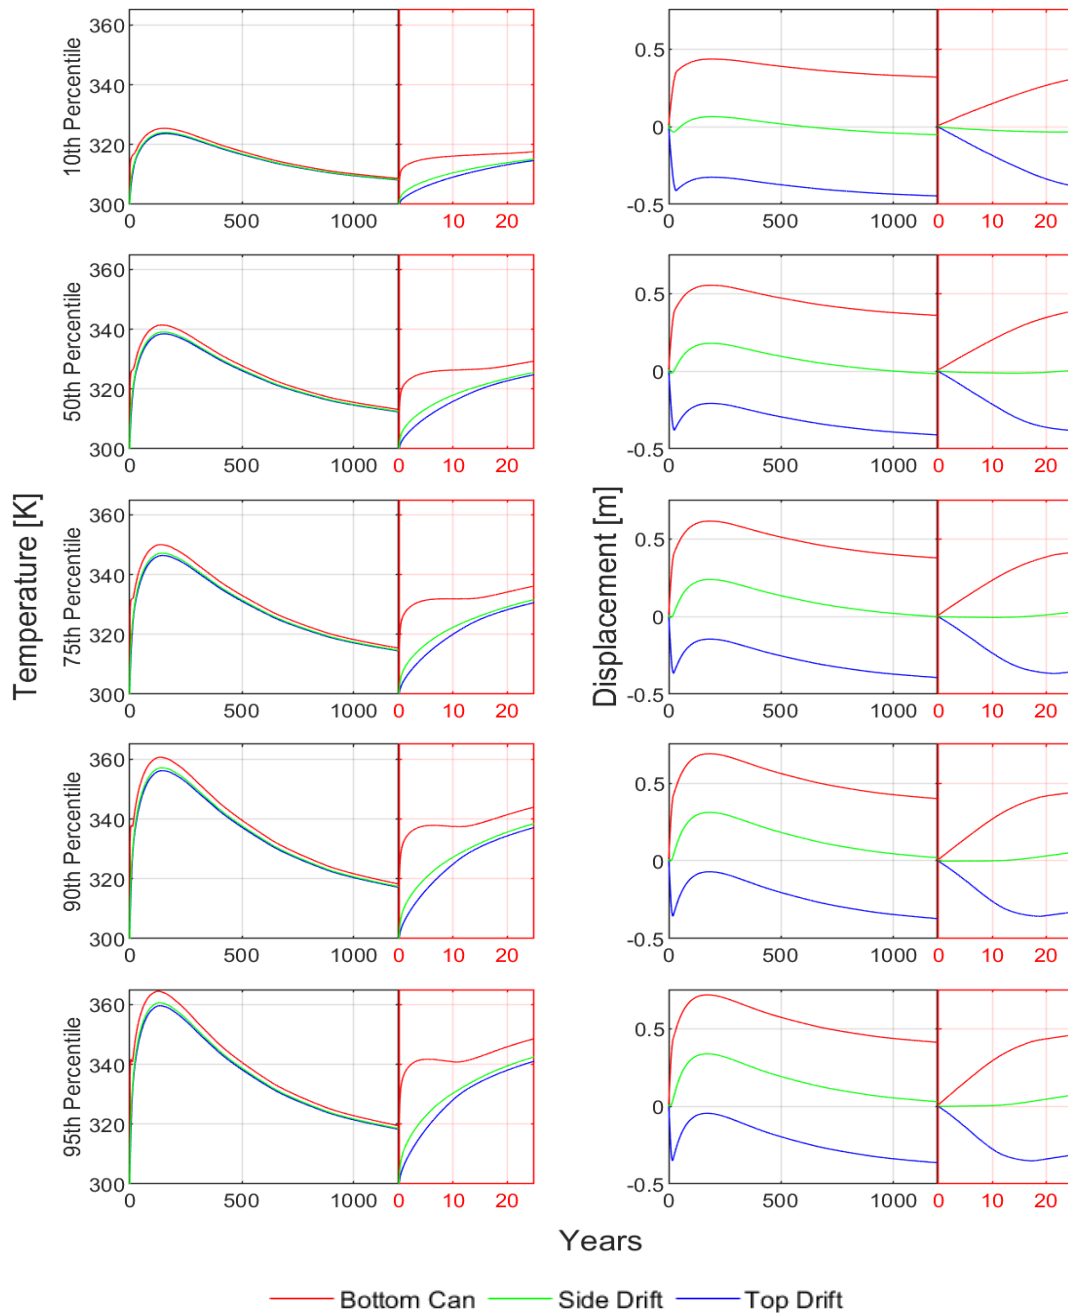 10th Percentile
360
340
320
300
0 500 1000 0 10 20
0.5
0
-0.5
0 500 1000 0 10 20
50th Percentile
360
340
320
300
0 500 1000 0 10 20
0.5
0
-0.5
0 500 1000 0 10 20
Temperature [K]
Displacement [m]
75th Percentile
360
340
320
300
0 500 1000 0 10 20
0.5
0
-0.5
0 500 1000 0 10 20
90th Percentile
360
340
320
300
0 500 1000 0 10 20
0.5
0
-0.5
0 500 1000 0 10 20
95th Percentile
360
340
320
300
0 500 1000 0 10 20
0.5
0
-0.5
0 500 1000 0 10 20
Years
Bottom Can Side Drift Top Drift